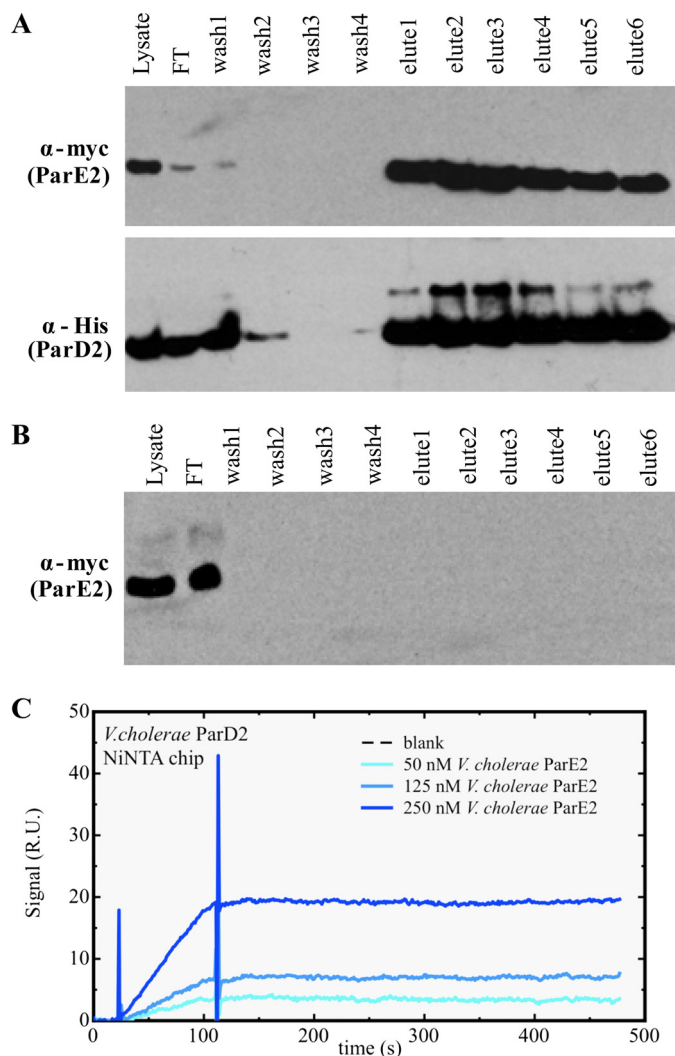 A
Lysate FT wash1 wash2 wash3 wash4 elute1 elute2 elute3 elute4 elute5 elute6
α-myc
(ParE2)
α - His
(ParD2)
B
Lysate FT wash1 wash2 wash3 wash4 elute1 elute2 elute3 elute4 elute5 elute6
α-myc
(ParE2)
C
50
40
30
20
10
0
Signal (R.U.)
V.cholerae ParD2
NiNTA chip
blank
50 nM V. cholerae ParE2
125 nM V. cholerae ParE2
250 nM V. cholerae ParE2
0 100 200 300 400 500
time (s)